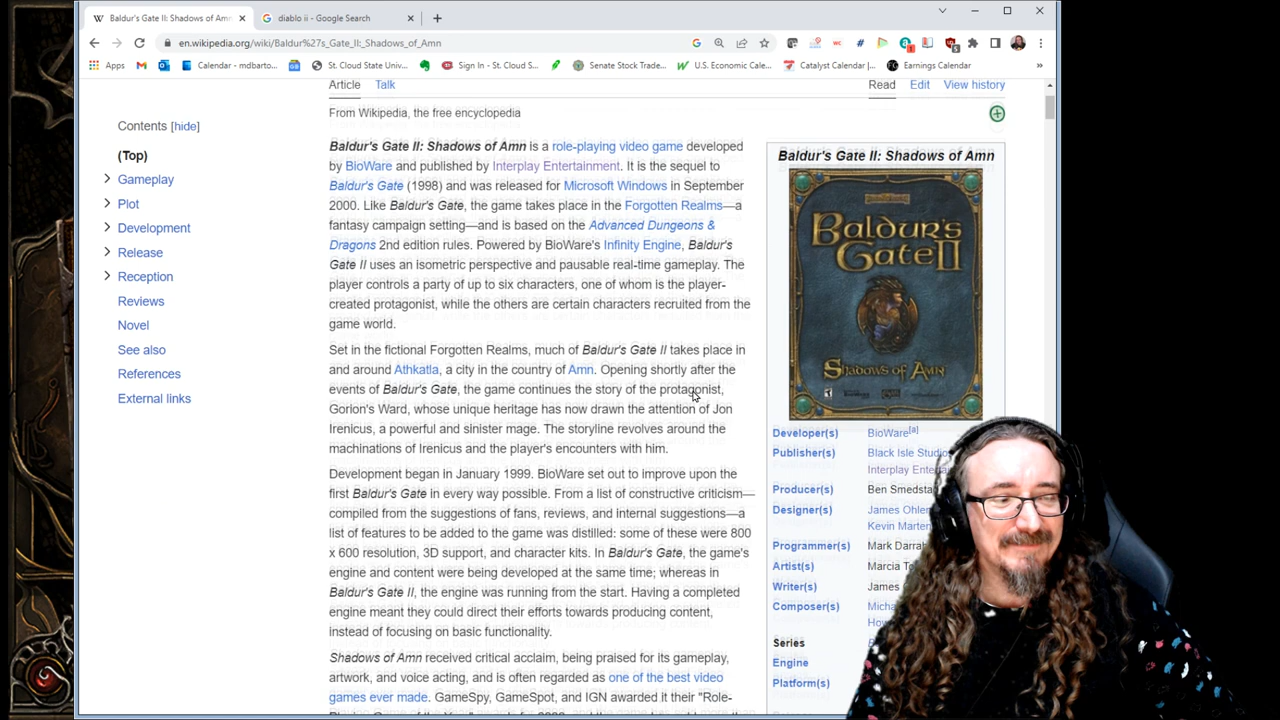 Baldur's Gate II: Shadows of Amn
diablo ii - Google Search
en.wikipedia.org/wiki/Baldur%27s_Gate_II:_Shadows_of_Amn
Apps
Calendar - mdbarto...
St. Cloud State Univ...
Sign In - St. Cloud S...
Senate Stock Trade...
U.S. Economic Cale...
Catalyst Calendar |...
Earnings Calendar
Article Talk Read Edit View history
From Wikipedia, the free encyclopedia
Contents [hide]
(Top)
Gameplay
Plot
Development
Release
Reception
Reviews
Novel
See also
References
External links
Baldur's Gate II: Shadows of Amn is a role-playing video game developed
by BioWare and published by Interplay Entertainment. It is the sequel to
Baldur's Gate (1998) and was released for Microsoft Windows in September
2000. Like Baldur's Gate, the game takes place in the Forgotten Realms—a
fantasy campaign setting—and is based on the Advanced Dungeons &
Dragons 2nd edition rules. Powered by BioWare's Infinity Engine, Baldur's
Gate II uses an isometric perspective and pausable real-time gameplay. The
player controls a party of up to six characters, one of whom is the player-
created protagonist, while the others are certain characters recruited from the
game world.
Set in the fictional Forgotten Realms, much of Baldur's Gate II takes place in
and around Athkatla, a city in the country of Amn. Opening shortly after the
events of Baldur's Gate, the game continues the story of the protagonist,
Gorion's Ward, whose unique heritage has now drawn the attention of Jon
Irenicus, a powerful and sinister mage. The storyline revolves around the
machinations of Irenicus and the player's encounters with him.
Development began in January 1999. BioWare set out to improve upon the
first Baldur's Gate in every way possible. From a list of constructive criticism—
compiled from the suggestions of fans, reviews, and internal suggestions—a
list of features to be added to the game was distilled: some of these were 800
x 600 resolution, 3D support, and character kits. In Baldur's Gate, the game's
engine and content were being developed at the same time; whereas in
Baldur's Gate II, the engine was running from the start. Having a completed
engine meant they could direct their efforts towards producing content,
instead of focusing on basic functionality.
Shadows of Amn received critical acclaim, being praised for its gameplay,
artwork, and voice acting, and is often regarded as one of the best video
games ever made. GameSpy, GameSpot, and IGN awarded it their "Role-
Baldur's Gate II: Shadows of Amn
Baldur's
Gate II
Shadows of Amn
Developer(s) BioWare[a]
Publisher(s) Black Isle Studios
Interplay
Producer(s) Ben Smedsta
Designer(s) James Ohlen
Kevin Marten
Programmer(s) Mark Darrah
Artist(s) Marcia To
Writer(s) James
Composer(s) Micha
How
Series
Engine
Platform(s)